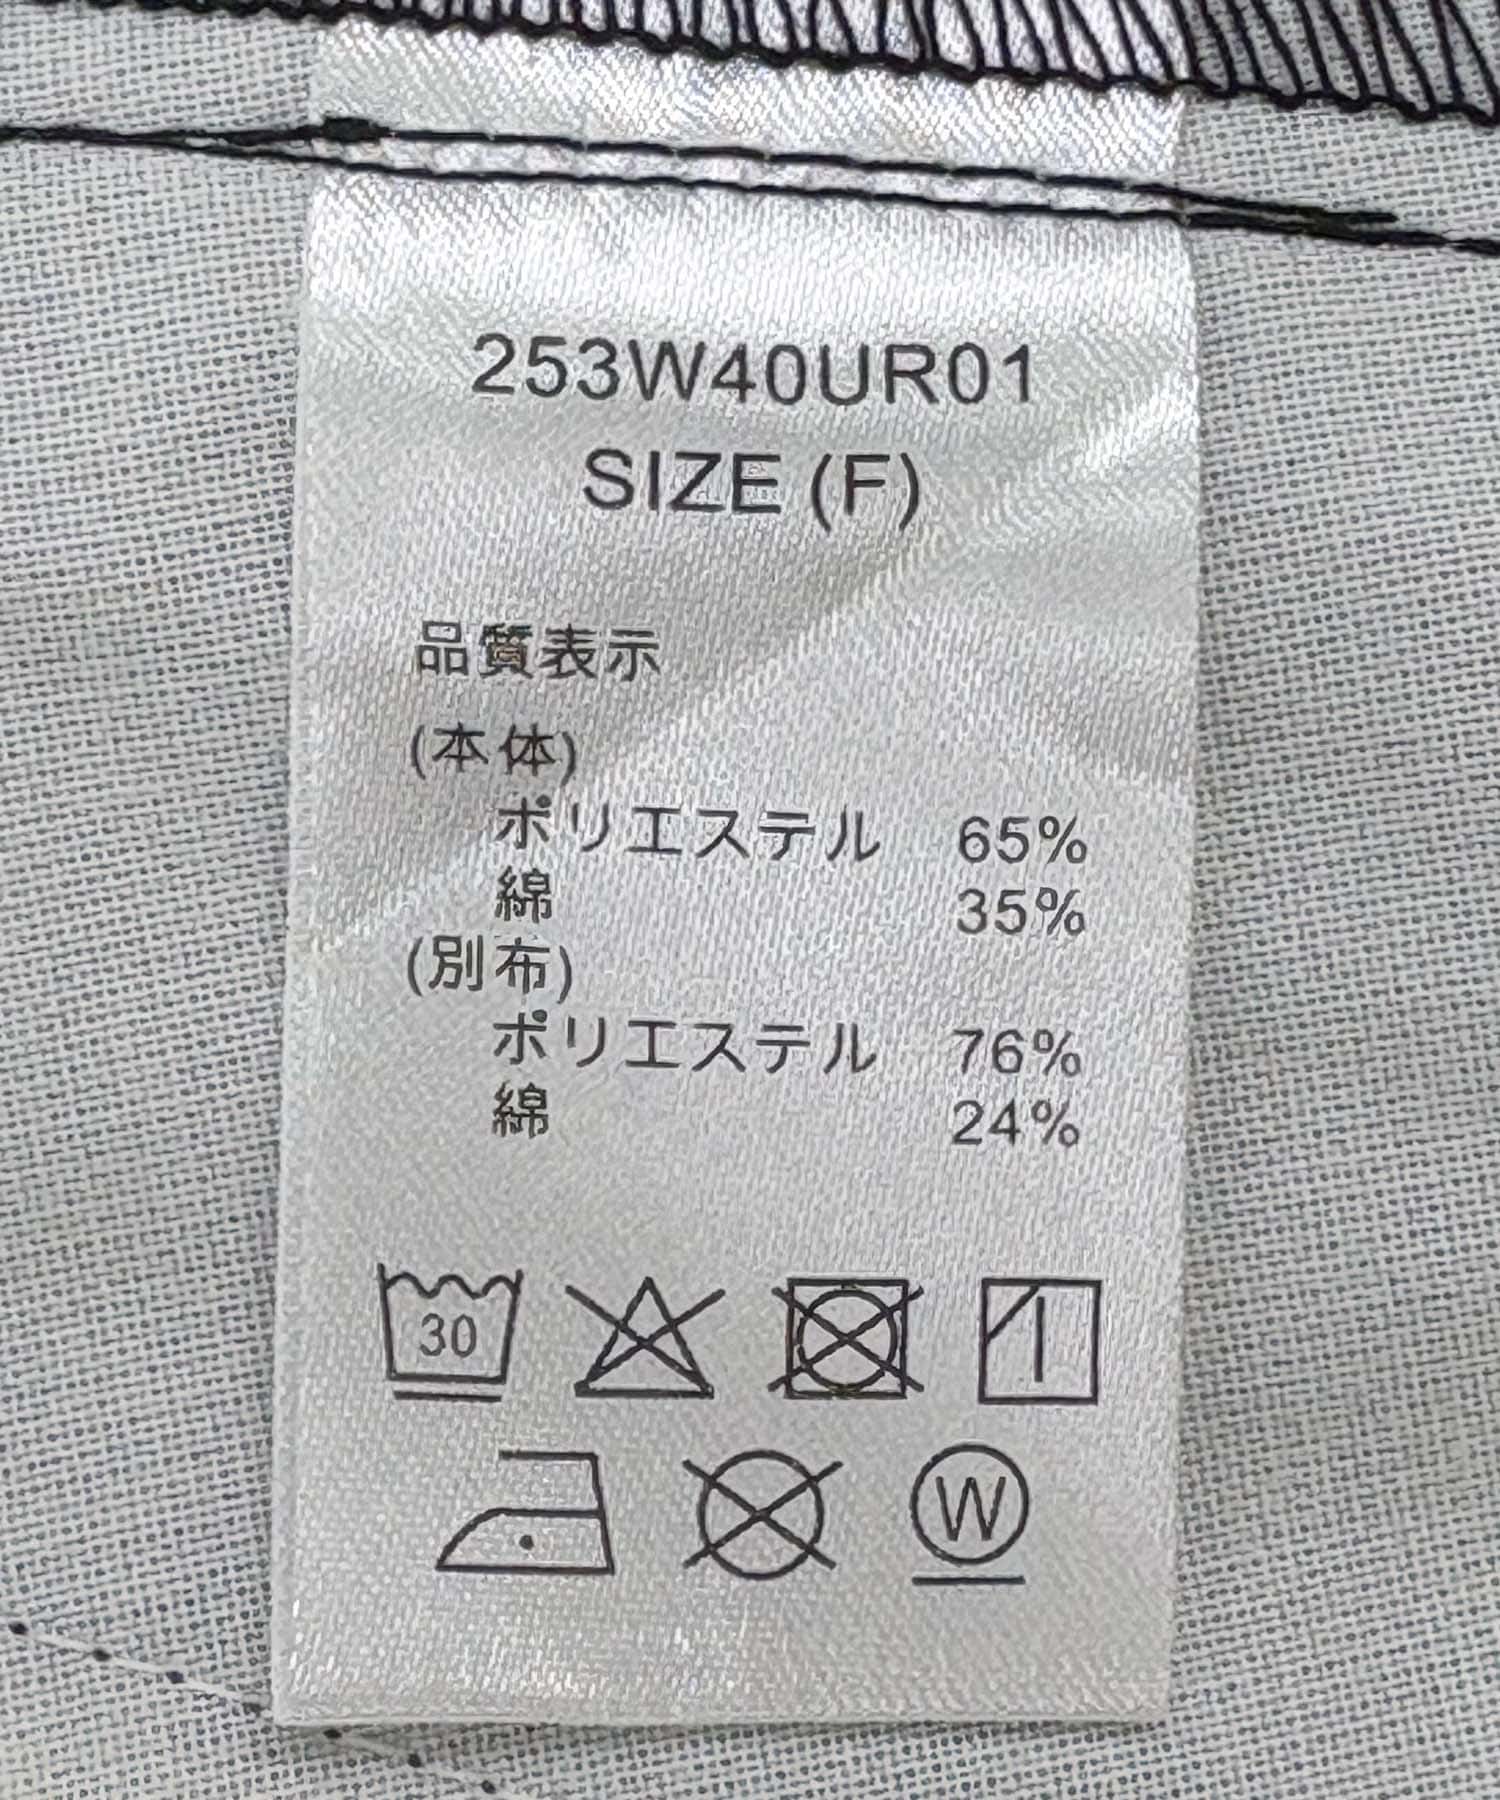 253W40UR01
SIZE (F)
品質表示
(本体)
ポリエステル 65%
綿 35%
(別布)
ポリエステル 76%
綿 24%
30
W